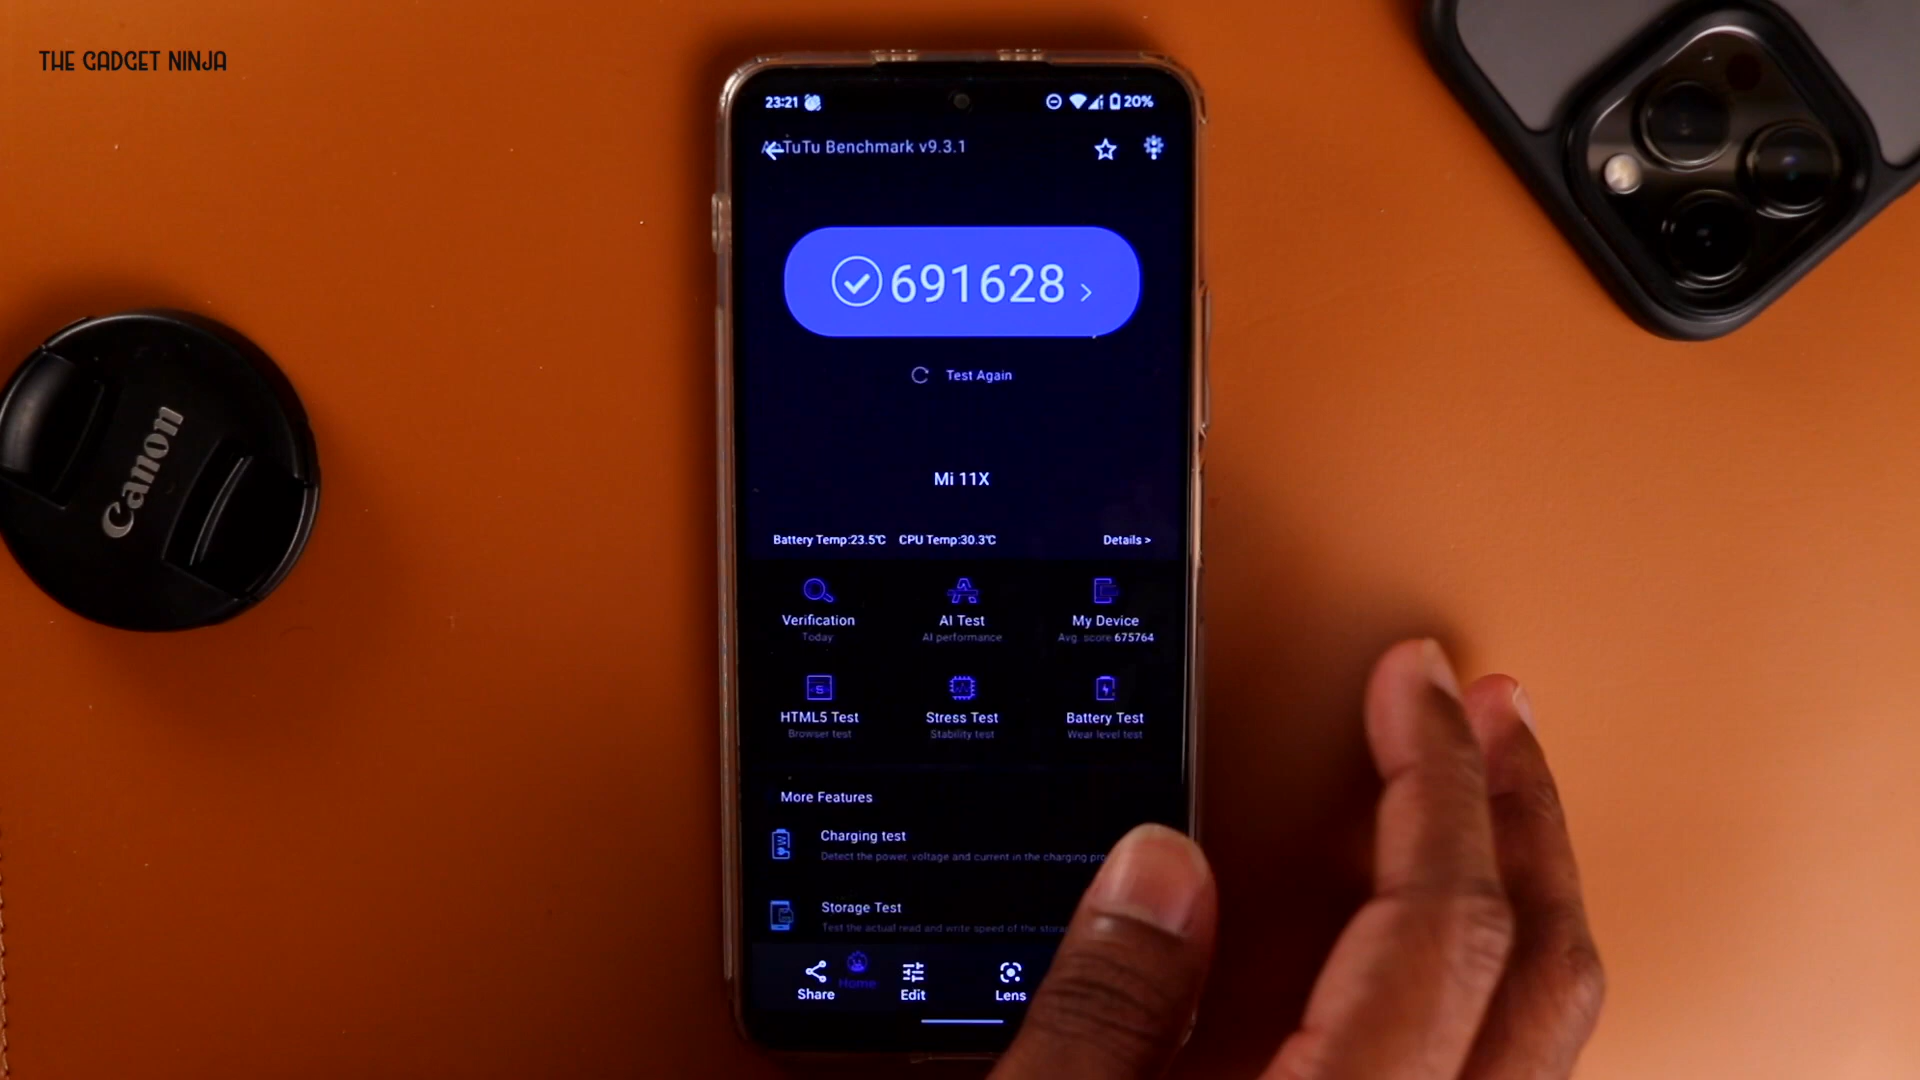 THE GADGET NINJA
23:21
20%
AnTuTu Benchmark v9.3.1
691628
Test Again
Mi 11X
Battery Temp:23.5℃ CPU Temp:30.3℃ Details >
Verification
Today
AI Test
AI performance
My Device
Avg. score 675764
HTML5 Test
Browser test
Stress Test
Stability test
Battery Test
Wear level test
More Features
Charging test
Detect the power, voltage and current in the charging
Storage Test
Test the actual read and write speed of the
Share
Home
Edit
Lens
Canon